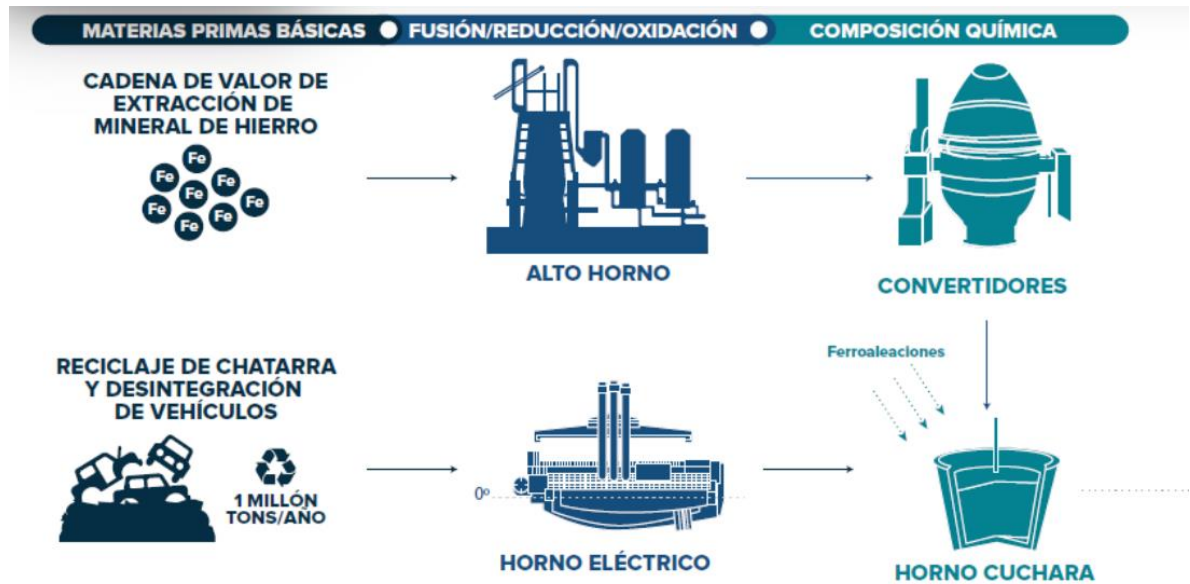 MATERIAS PRIMAS BÁSICAS
FUSIÓN/REDUCCIÓN/OXIDACIÓN
COMPOSICIÓN QUÍMICA
CADENA DE VALOR DE
EXTRACCIÓN DE
MINERAL DE HIERRO
Fe
Fe
Fe
Fe
Fe
Fe
Fe
Fe
ALTO HORNO
CONVERTIDORES
RECICLAJE DE CHATARRA
Y DESINTEGRACIÓN
DE VEHÍCULOS
1 MILLÓN
TONS/AÑO
0º
HORNO ELÉCTRICO
Ferroaleaciones
HORNO CUCHARA